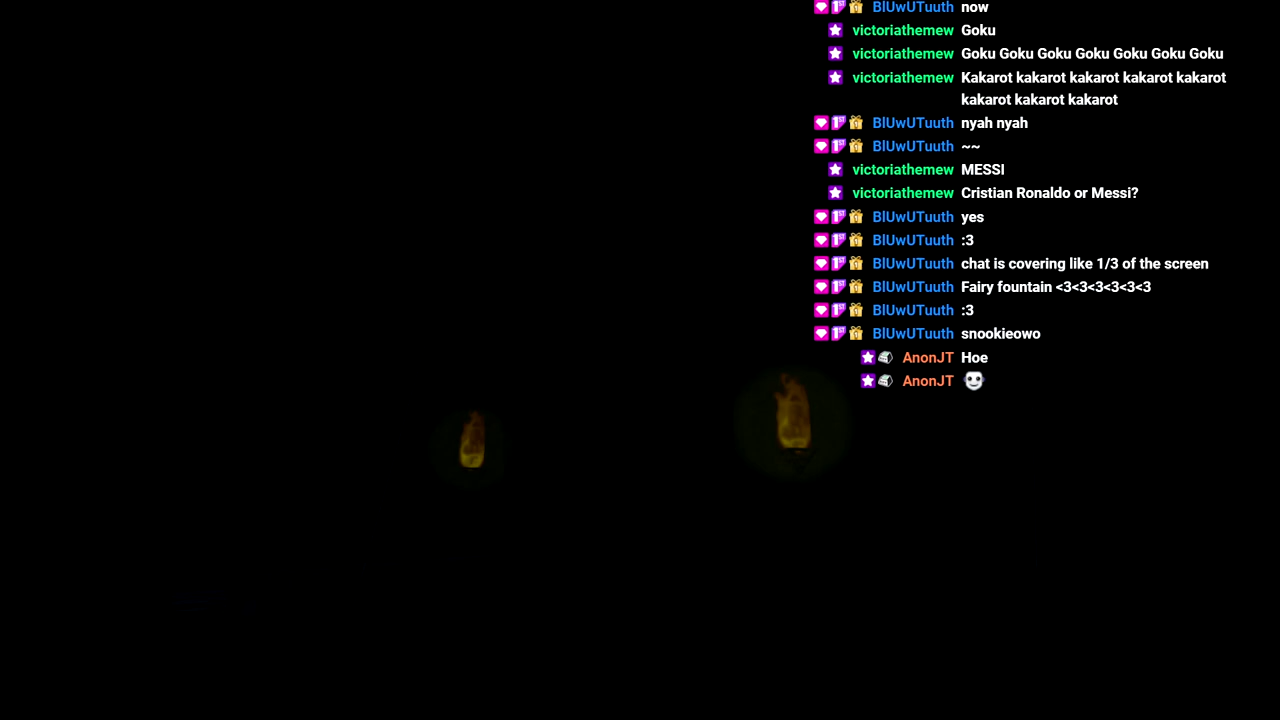 BlUwUTuuth now
victoriathemew Goku
victoriathemew Goku Goku Goku Goku Goku Goku Goku
victoriathemew Kakarot kakarot kakarot kakarot kakarot
kakarot kakarot kakarot
BlUwUTuuth nyah nyah
BlUwUTuuth ~~
victoriathemew MESSI
victoriathemew Cristian Ronaldo or Messi?
BlUwUTuuth yes
BlUwUTuuth :3
BlUwUTuuth chat is covering like 1/3 of the screen
BlUwUTuuth Fairy fountain <3<3<3<3<3<3
BlUwUTuuth :3
BlUwUTuuth snookieowo
AnonJT Hoe
AnonJT